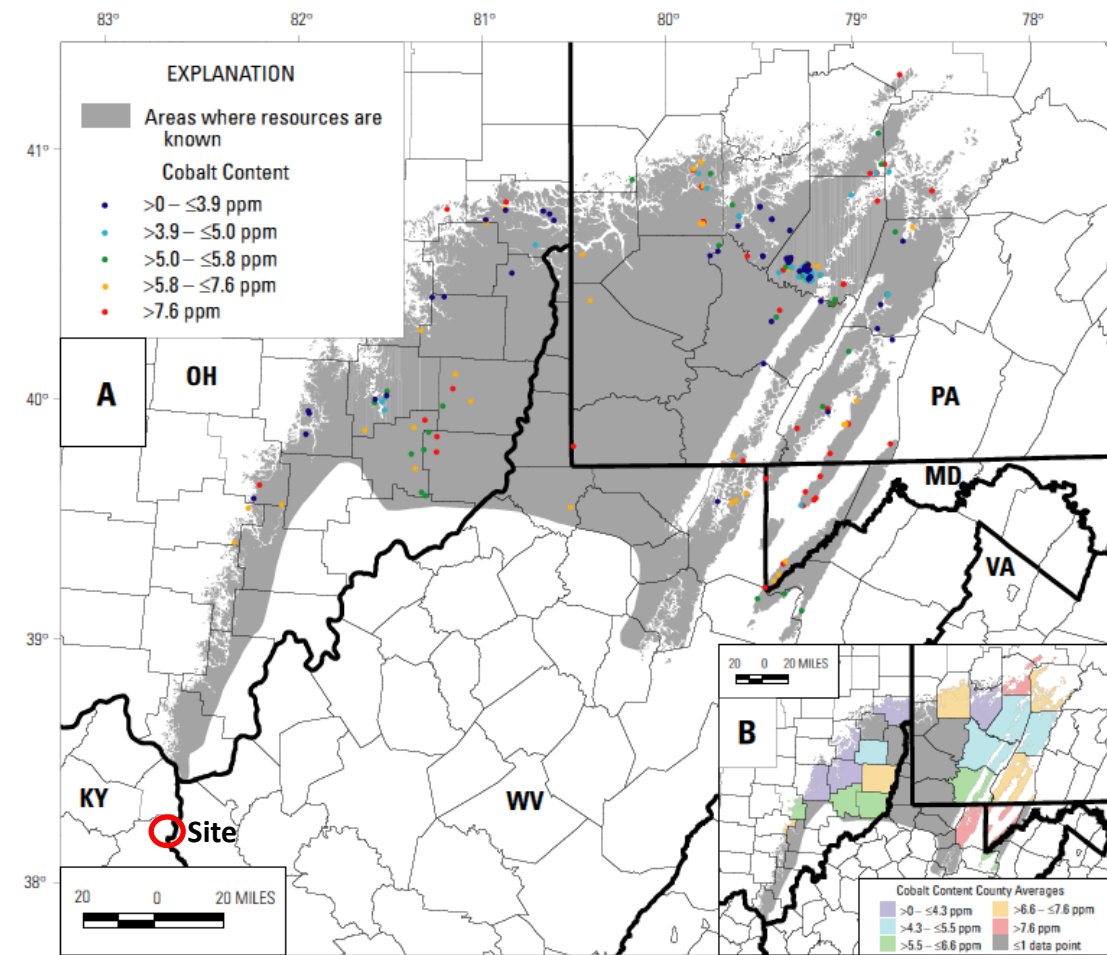 83°
82°
81°
80°
79°
78°
41°
40°
39°
38°
EXPLANATION
Areas where resources are
known
Cobalt Content
>0 – ≤3.9 ppm
>3.9 – ≤5.0 ppm
>5.0 – ≤5.8 ppm
>5.8 – ≤7.6 ppm
>7.6 ppm
A
OH
PA
MD
VA
WV
KY
Site
20 0 20 MILES
20 0 20 MILES
B
Cobalt Content County Averages
>0 – ≤4.3 ppm
>4.3 – ≤5.5 ppm
>5.5 – ≤6.6 ppm
>6.6 – ≤7.6 ppm
>7.6 ppm
≤1 data point